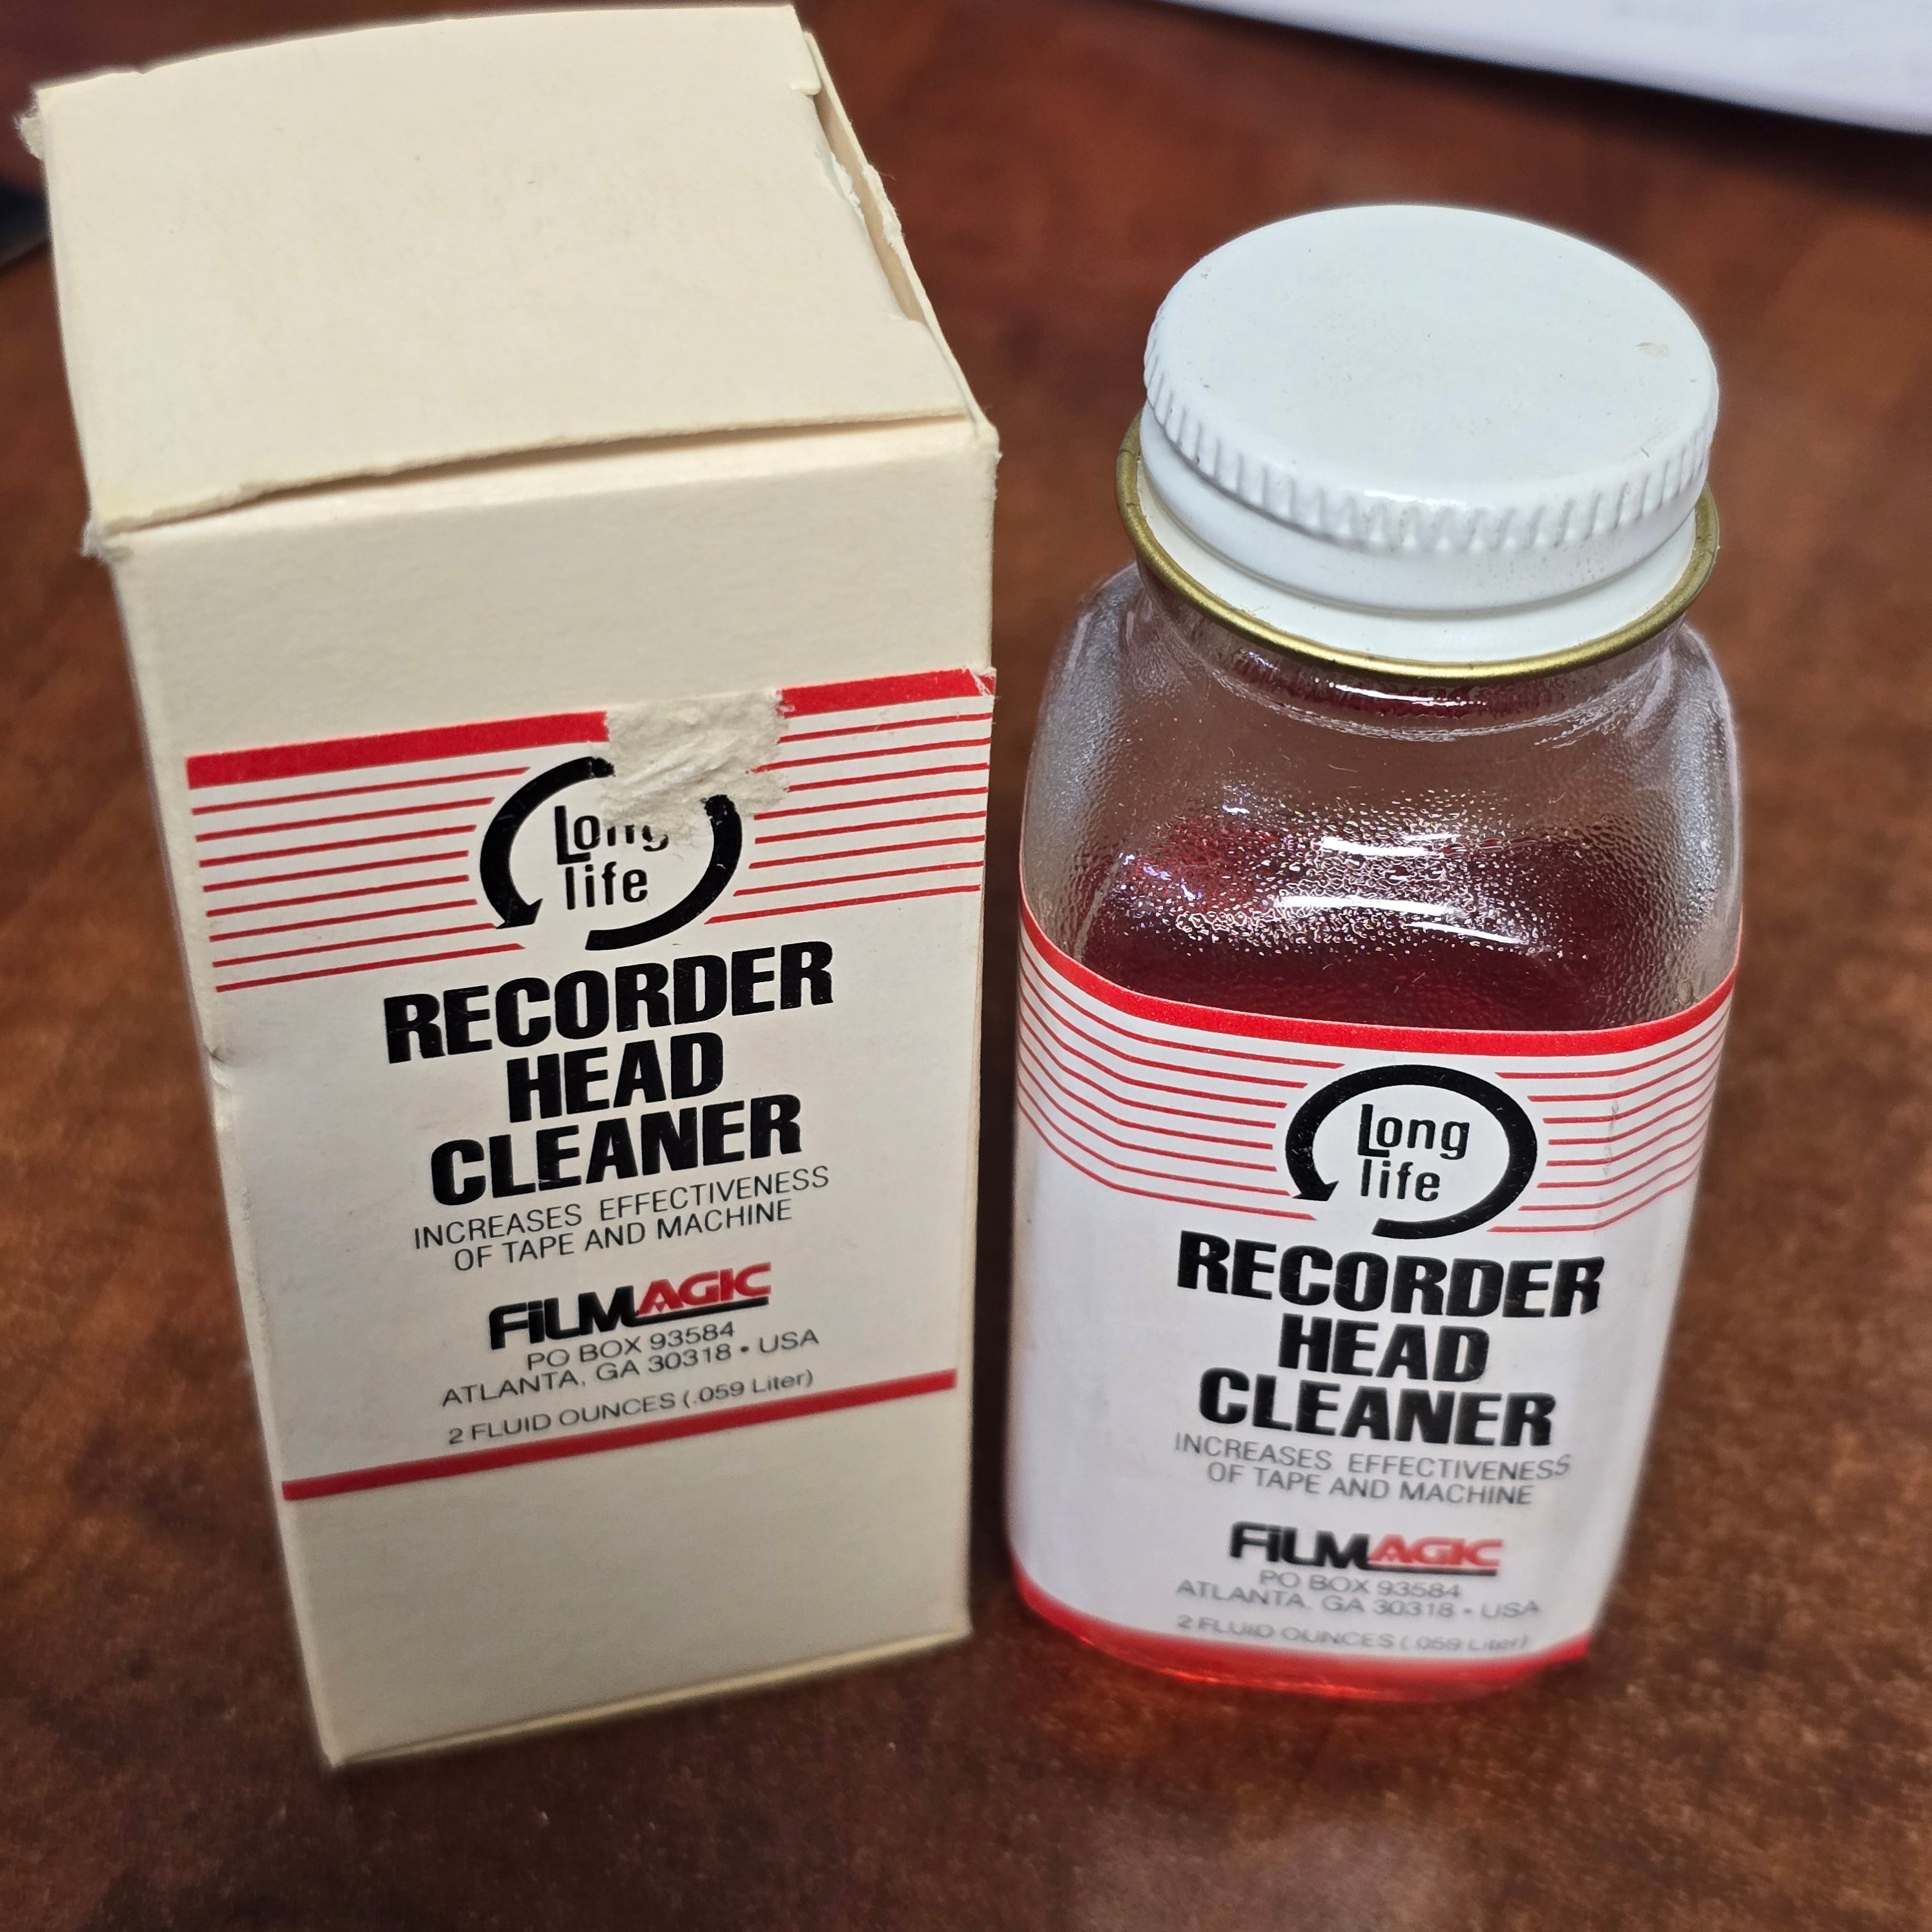 Long
life
RECORDER
HEAD
CLEANER
INCREASES EFFECTIVENESS
OF TAPE AND MACHINE
FiLMAGIC
PO BOX 93584
ATLANTA, GA 30318 • USA
2 FLUID OUNCES (.059 Liter)
Long
life
RECORDER
HEAD
CLEANER
INCREASES EFFECTIVENESS
OF TAPE AND MACHINE
FiLMAGIC
PO BOX 93584
ATLANTA, GA 30318 • USA
2 FLUID OUNCES (.059 Liter)